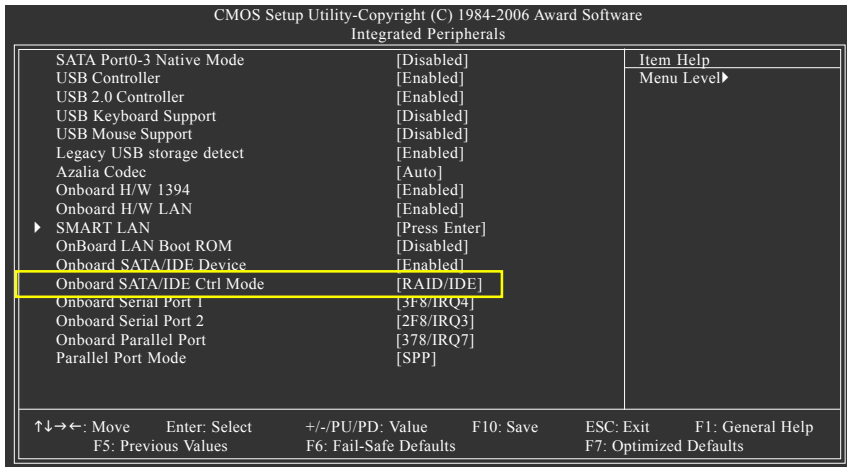 CMOS Setup Utility-Copyright (C) 1984-2006 Award Software
Integrated Peripherals
SATA Port0-3 Native Mode [Disabled] Item Help
USB Controller [Enabled] Menu Level▶
USB 2.0 Controller [Enabled]
USB Keyboard Support [Disabled]
USB Mouse Support [Disabled]
Legacy USB storage detect [Enabled]
Azalia Codec [Auto]
Onboard H/W 1394 [Enabled]
Onboard H/W LAN [Enabled]
▶ SMART LAN [Press Enter]
OnBoard LAN Boot ROM [Disabled]
Onboard SATA/IDE Device [Enabled]
Onboard SATA/IDE Ctrl Mode [RAID/IDE]
Onboard Serial Port 1 [3F8/IRQ4]
Onboard Serial Port 2 [2F8/IRQ3]
Onboard Parallel Port [378/IRQ7]
Parallel Port Mode [SPP]
↑↓→←: Move Enter: Select +/-/PU/PD: Value F10: Save ESC: Exit F1: General Help
F5: Previous Values F6: Fail-Safe Defaults F7: Optimized Defaults